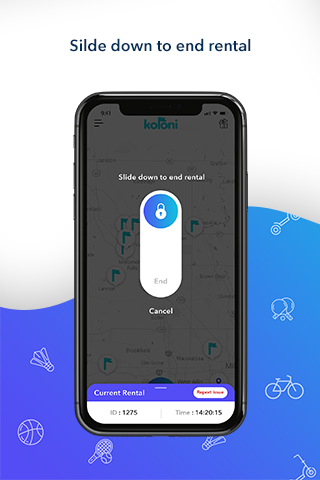 Silde down to end rental
9:41
koloni
Slide down to end rental
End
Cancel
Current Rental
Report Issue
ID : 1275
Time : 14:20:15